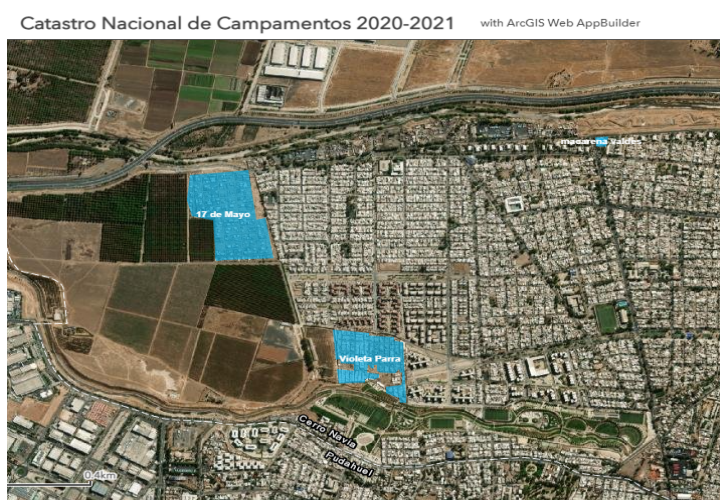 Catastro Nacional de Campamentos 2020-2021
with ArcGIS Web AppBuilder
macarena valdes
17 de Mayo
Violeta Parra
Cerro Navia
Pudahuel
0.4km